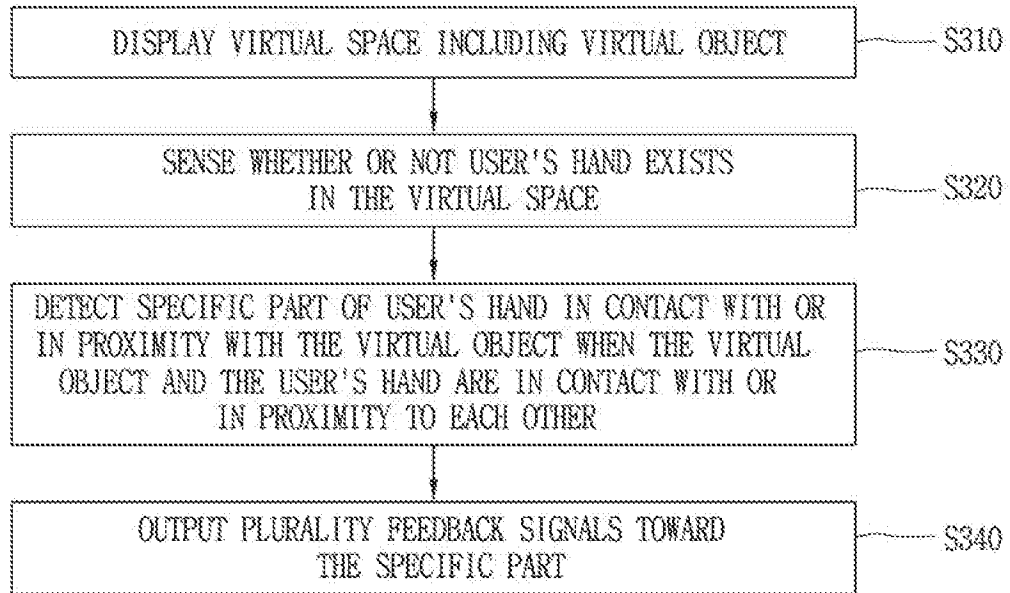 DISPLAY VIRTUAL SPACE INCLUDING VIRTUAL OBJECT
S310
SENSE WHETHER OR NOT USER'S HAND EXISTS
IN THE VIRTUAL SPACE
S320
DETECT SPECIFIC PART OF USER'S HAND IN CONTACT WITH OR
IN PROXIMITY WITH THE VIRTUAL OBJECT WHEN THE VIRTUAL
OBJECT AND THE USER'S HAND ARE IN CONTACT WITH OR
IN PROXIMITY TO EACH OTHER
S330
OUTPUT PLURALITY FEEDBACK SIGNALS TOWARD
THE SPECIFIC PART
S340